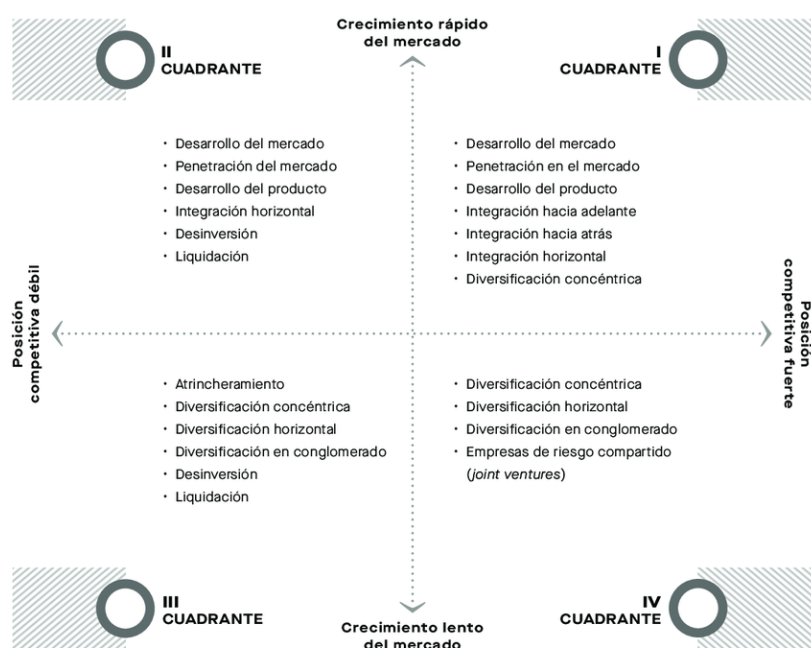 Crecimiento rápido
del mercado
II
CUADRANTE
I
CUADRANTE
• Desarrollo del mercado
• Penetración del mercado
• Desarrollo del producto
• Integración horizontal
• Desinversión
• Liquidación
• Desarrollo del mercado
• Penetración en el mercado
• Desarrollo del producto
• Integración hacia adelante
• Integración hacia atrás
• Integración horizontal
• Diversificación concéntrica
Posición
competitiva débil
Posición
competitiva fuerte
• Atrincheramiento
• Diversificación concéntrica
• Diversificación horizontal
• Diversificación en conglomerado
• Desinversión
• Liquidación
• Diversificación concéntrica
• Diversificación horizontal
• Diversificación en conglomerado
• Empresas de riesgo compartido
(joint ventures)
III
CUADRANTE
IV
CUADRANTE
Crecimiento lento
del mercado